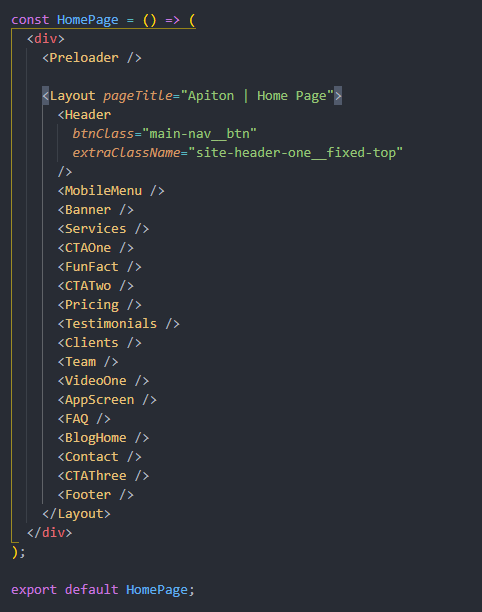 const HomePage = () => (
<div>
<Preloader />
<Layout pageTitle="Apiton | Home Page">
<Header
btnClass="main-nav__btn"
extraClassName="site-header-one__fixed-top"
/>
<MobileMenu />
<Banner />
<Services />
<CTAOne />
<FunFact />
<CTATwo />
<Pricing />
<Testimonials />
<Clients />
<Team />
<VideoOne />
<AppScreen />
<FAQ />
<BlogHome />
<Contact />
<CTAThree />
<Footer />
</Layout>
</div>
);
export default HomePage;